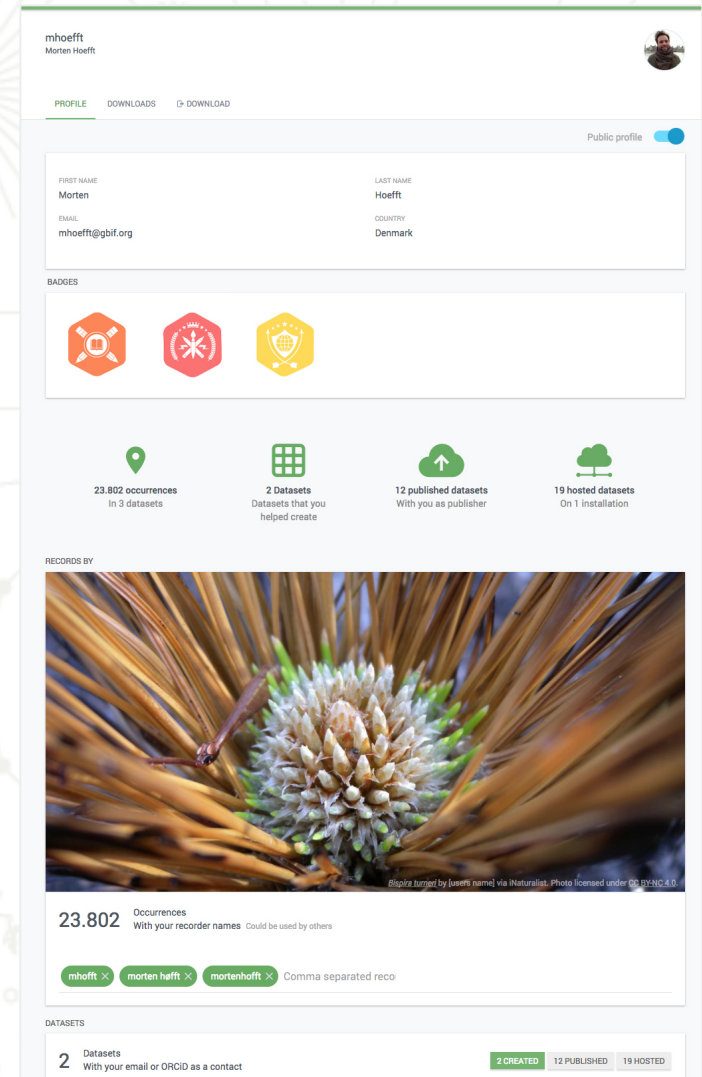 mhoefft
Morten Hoefft
PROFILE DOWNLOADS DOWNLOAD
Public profile
FIRST NAME LAST NAME
Morten Hoefft
EMAIL COUNTRY
mhoefft@gbif.org Denmark
BADGES
23.802 occurrences 2 Datasets 12 published datasets 19 hosted datasets
In 3 datasets Datasets that you With you as publisher On 1 installation
helped create
RECORDS BY
Bispira turneri by [users name] via iNaturalist. Photo licensed under CC BY-NC 4.0.
23.802 Occurrences
With your recorder names Could be used by others
mhofft × morten høfft × mortenhofft × Comma separated reco
DATASETS
2 Datasets
With your email or ORCiD as a contact
2 CREATED 12 PUBLISHED 19 HOSTED